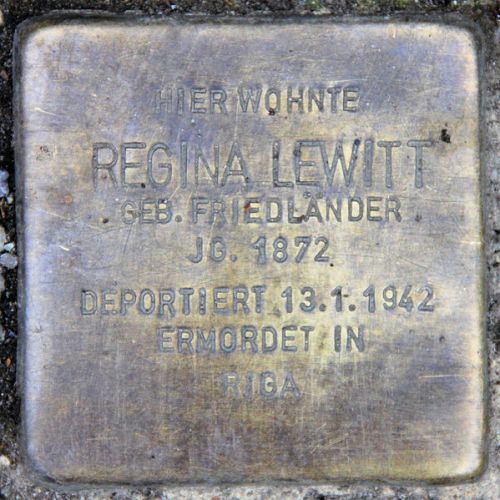 HIER WOHNTE
REGINA LEWITT
GEB. FRIEDLÄNDER
JG. 1872
DEPORTIERT 13.1.1942
ERMORDET IN
RIGA